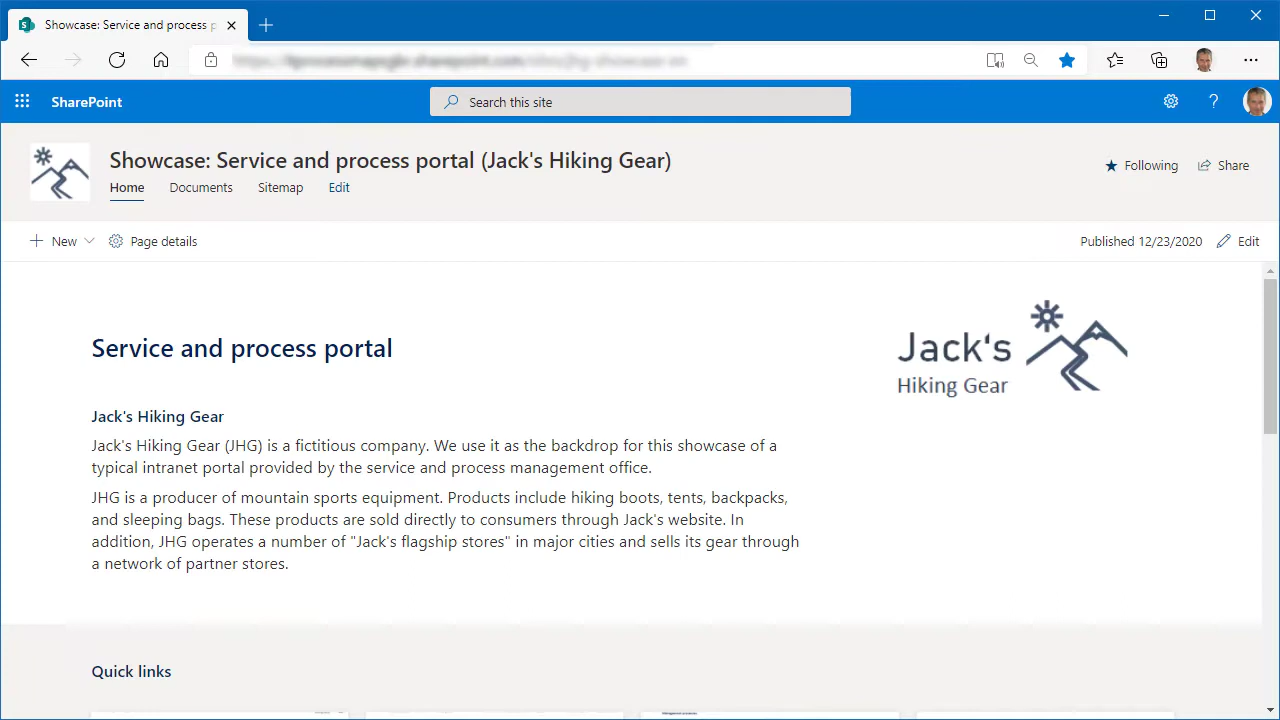 Showcase: Service and process p
SharePoint
Search this site
?
Showcase: Service and process portal (Jack's Hiking Gear)
Home Documents Sitemap Edit
Following Share
New Page details
Published 12/23/2020 Edit
Service and process portal
Jack's
Hiking Gear
Jack's Hiking Gear
Jack's Hiking Gear (JHG) is a fictitious company. We use it as the backdrop for this showcase of a
typical intranet portal provided by the service and process management office.
JHG is a producer of mountain sports equipment. Products include hiking boots, tents, backpacks,
and sleeping bags. These products are sold directly to consumers through Jack's website. In
addition, JHG operates a number of "Jack's flagship stores" in major cities and sells its gear through
a network of partner stores.
Quick links